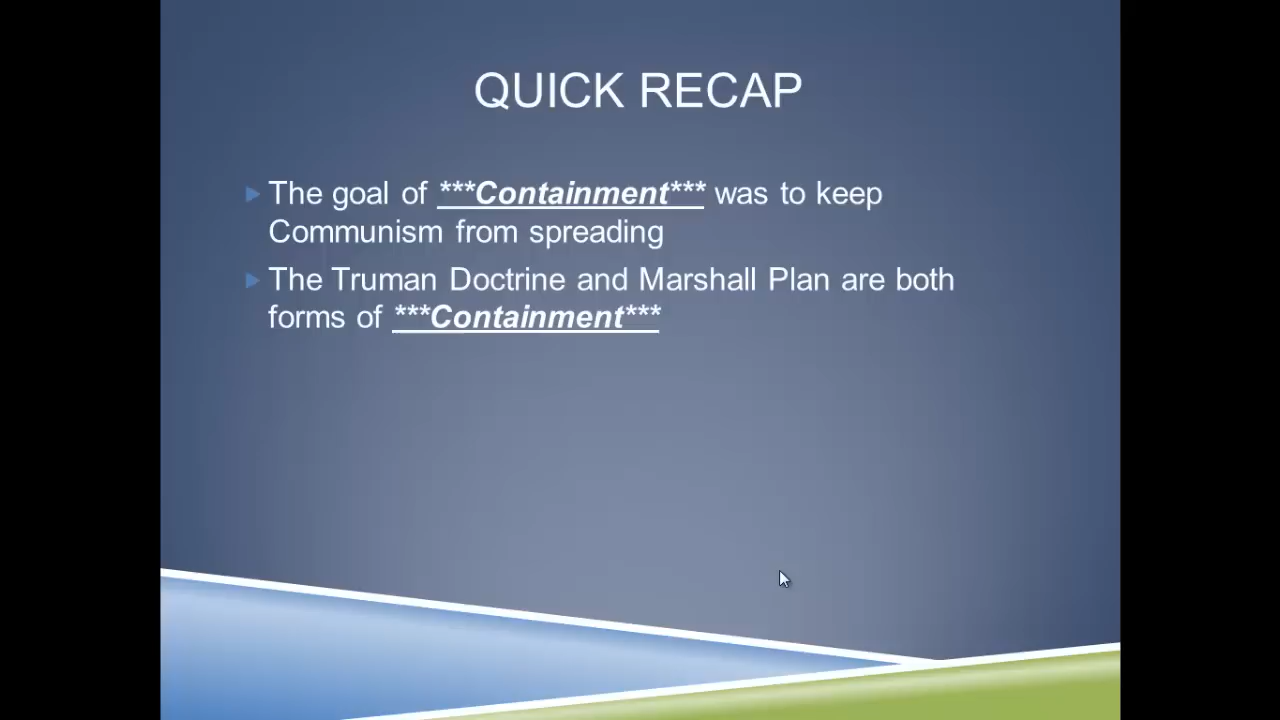 QUICK RECAP
The goal of ***Containment*** was to keep
Communism from spreading
The Truman Doctrine and Marshall Plan are both
forms of ***Containment***